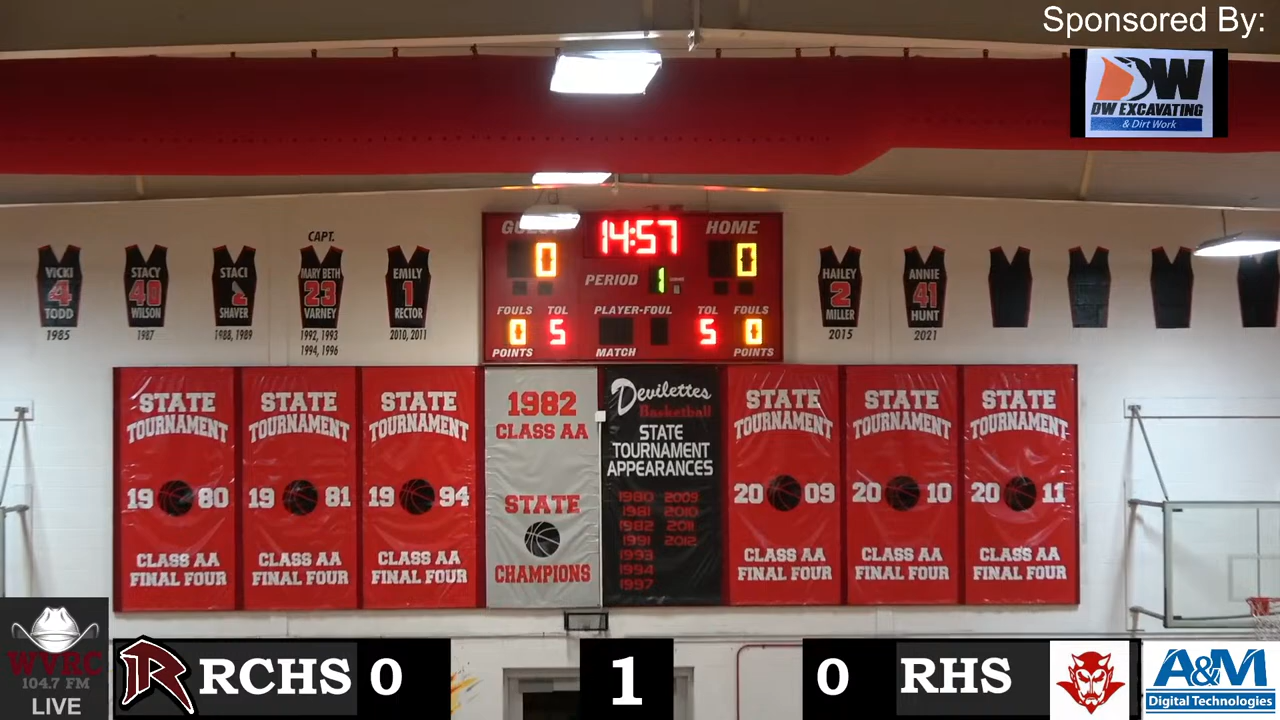 Sponsored By:
DW
DW EXCAVATING
& Dirt Work
GUEST
14:57
HOME
0
0
PERIOD 1
FOULS TOL PLAYER-FOUL TOL FOULS
0 5 5 0
POINTS MATCH POINTS
VICKI
4
TODD
1985
STACY
40
WILSON
1987
STACI
2
SHAVER
1988, 1989
CAPT.
MARY BETH
23
VARNEY
1992, 1993
1994, 1996
EMILY
1
RECTOR
2010, 2011
HAILEY
2
MILLER
2015
ANNIE
41
HUNT
2021
STATE
TOURNAMENT
19 80
CLASS AA
FINAL FOUR
STATE
TOURNAMENT
19 81
CLASS AA
FINAL FOUR
STATE
TOURNAMENT
19 94
CLASS AA
FINAL FOUR
1982
CLASS AA
STATE
CHAMPIONS
Devilettes
Basketball
STATE
TOURNAMENT
APPEARANCES
1980 2009
1981 2010
1982 2011
1991 2012
1993
1994
1997
STATE
TOURNAMENT
20 09
CLASS AA
FINAL FOUR
STATE
TOURNAMENT
20 10
CLASS AA
FINAL FOUR
STATE
TOURNAMENT
20 11
CLASS AA
FINAL FOUR
WVRC
104.7 FM
LIVE
R RCHS 0 1 0 RHS
A&M
Digital Technologies